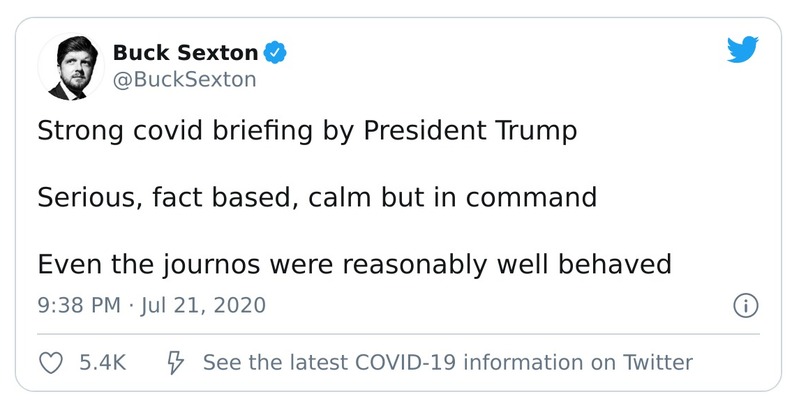 Buck Sexton
@BuckSexton
Strong covid briefing by President Trump
Serious, fact based, calm but in command
Even the journos were reasonably well behaved
9:38 PM · Jul 21, 2020
5.4K See the latest COVID-19 information on Twitter